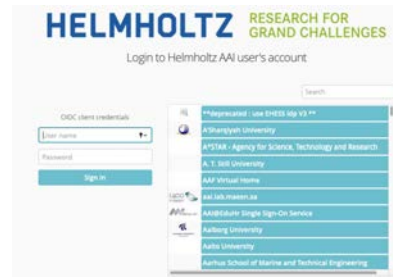 HELMHOLTZ RESEARCH FOR
GRAND CHALLENGES
Login to Helmholtz AAI user's account
Search
OIDC client credentials
User name
Password
Sign in
**deprecated : use EHEES Idp V3 **
A'Sharqiyah University
A*STAR - Agency for Science, Technology and Research
A. T. Still University
AAF Virtual Home
aai.lab.maeen.sa
AAI@EduHr Single Sign-On Service
Aalborg University
Aalto University
Aarhus School of Marine and Technical Engineering